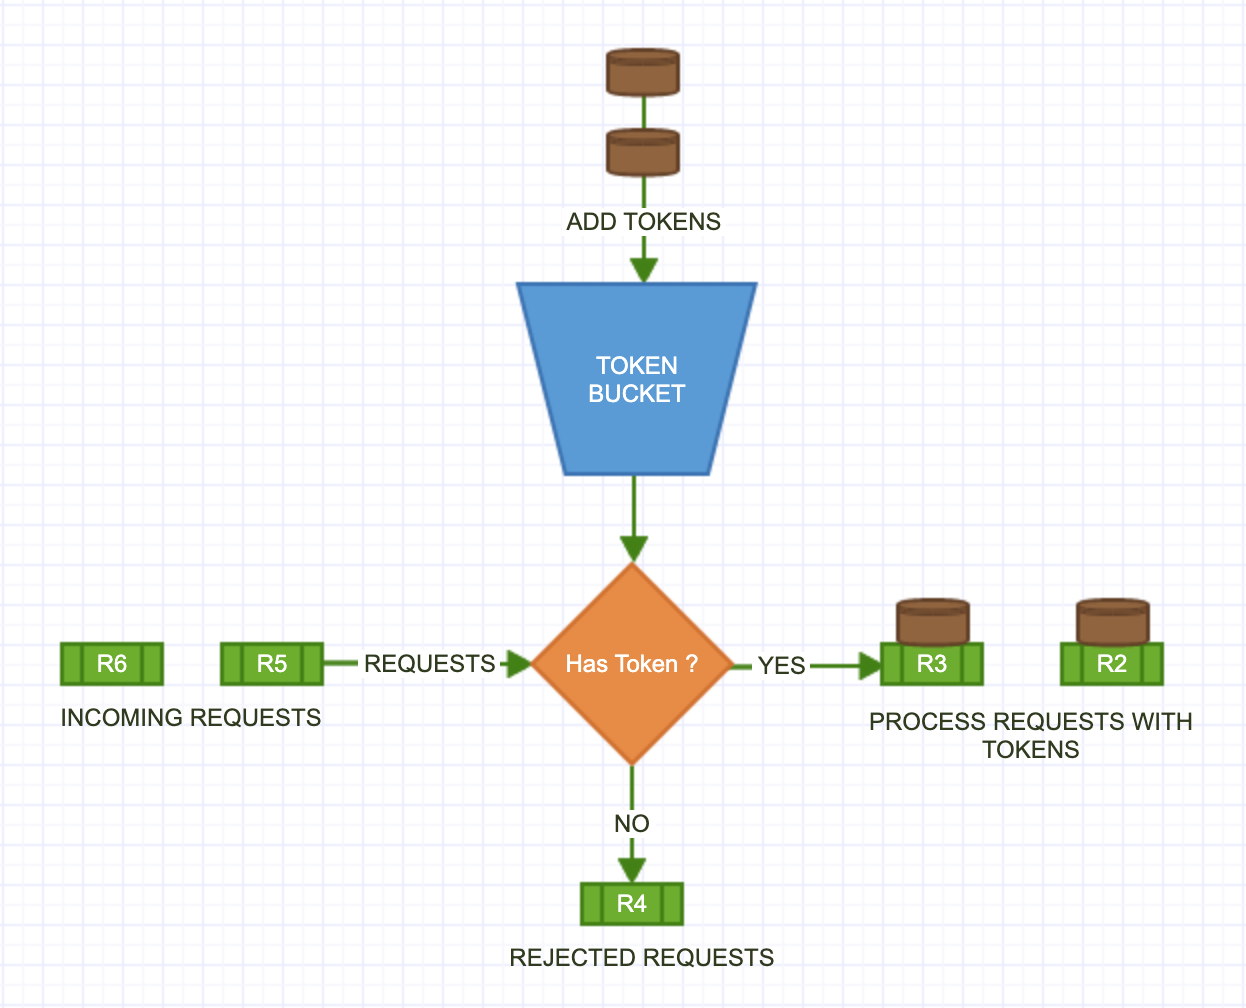 ADD TOKENS
TOKEN
BUCKET
R6
R5
REQUESTS
Has Token ?
YES
R3
R2
INCOMING REQUESTS
PROCESS REQUESTS WITH
TOKENS
NO
R4
REJECTED REQUESTS